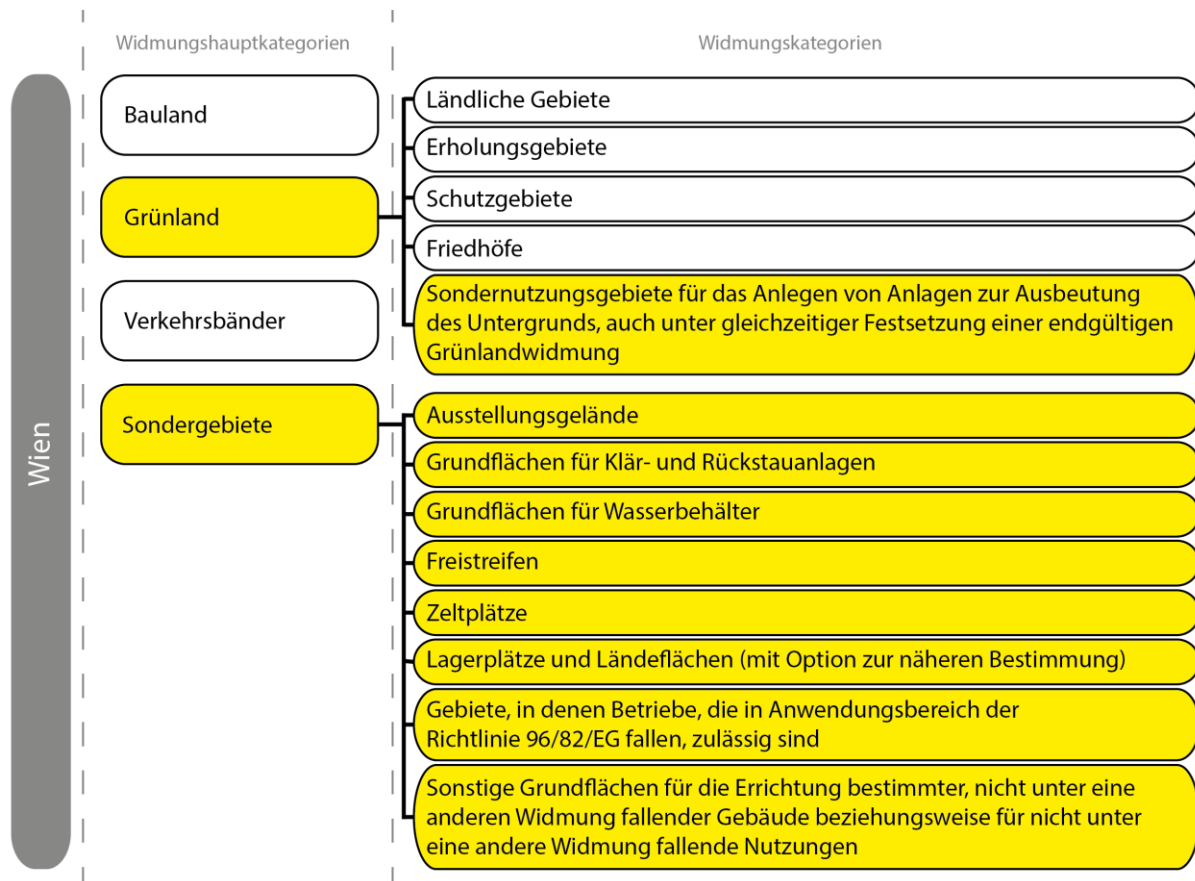 Widmungshauptkategorien
Widmungskategorien
Wien
Bauland
Grünland
Verkehrsbänder
Sondergebiete
Ländliche Gebiete
Erholungsgebiete
Schutzgebiete
Friedhöfe
Sondernutzungsgebiete für das Anlegen von Anlagen zur Ausbeutung
des Untergrunds, auch unter gleichzeitiger Festsetzung einer endgültigen
Grünlandwidmung
Ausstellungsgelände
Grundflächen für Klär- und Rückstauanlagen
Grundflächen für Wasserbehälter
Freistreifen
Zeltplätze
Lagerplätze und Ländeflächen (mit Option zur näheren Bestimmung)
Gebiete, in denen Betriebe, die in Anwendungsbereich der
Richtlinie 96/82/EG fallen, zulässig sind
Sonstige Grundflächen für die Errichtung bestimmter, nicht unter eine
anderen Widmung fallender Gebäude beziehungsweise für nicht unter
eine andere Widmung fallende Nutzungen